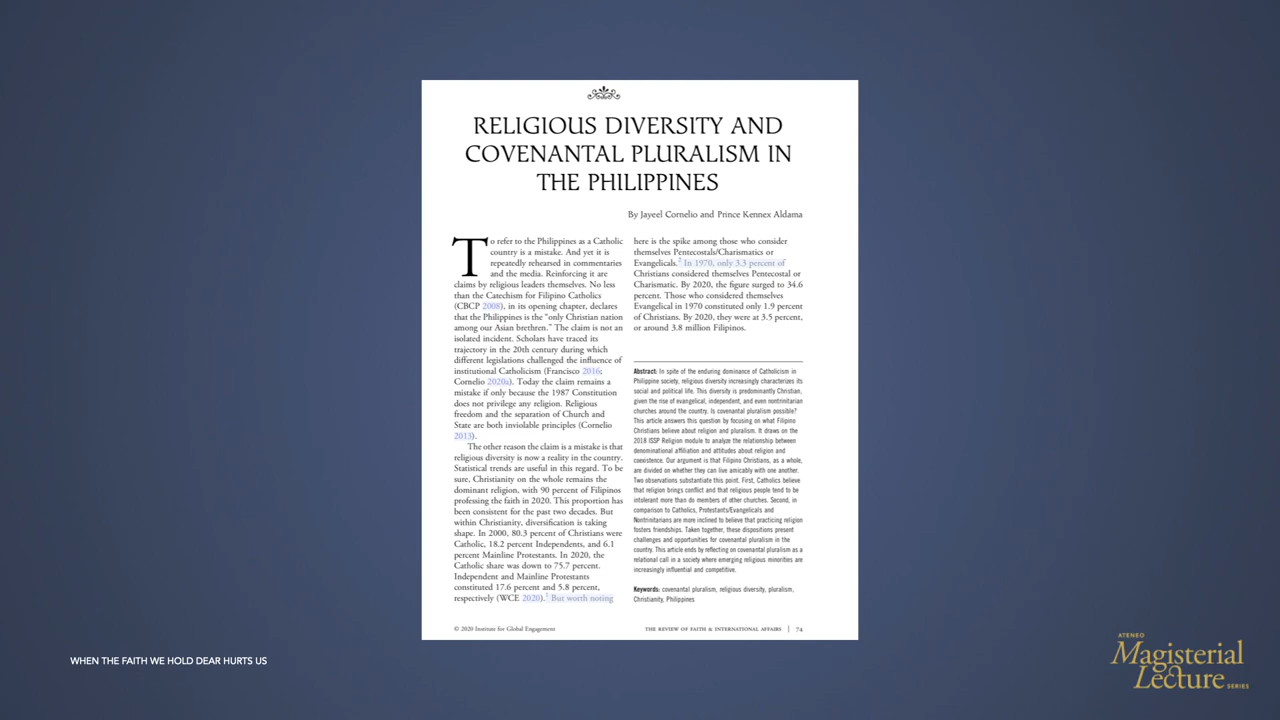 RELIGIOUS DIVERSITY AND
COVENANTAL PLURALISM IN
THE PHILIPPINES
By Jayeel Cornelio and Prince Kennex Aldama
To refer to the Philippines as a Catholic
country is a mistake. And yet it is
repeatedly rehearsed in commentaries
and the media. Reinforcing it are
claims by religious leaders themselves. No less
than the Catechism for Filipino Catholics
(CBCP 2008), in its opening chapter, declares
that the Philippines is the “only Christian nation
among our Asian brethren.” The claim is not an
isolated incident. Scholars have traced its
trajectory in the 20th century during which
different legislations challenged the influence of
institutional Catholicism (Francisco 2016;
Cornelio 2020a). Today the claim remains a
mistake if only because the 1987 Constitution
does not privilege any religion. Religious
freedom and the separation of Church and
State are both inviolable principles (Cornelio
2013).
The other reason the claim is a mistake is that
religious diversity is now a reality in the country.
Statistical trends are useful in this regard. To be
sure, Christianity on the whole remains the
dominant religion, with 90 percent of Filipinos
professing the faith in 2020. This proportion has
been consistent for the past two decades. But
within Christianity, diversification is taking
shape. In 2000, 80.3 percent of Christians were
Catholic, 18.2 percent Independents, and 6.1
percent Mainline Protestants. In 2020, the
Catholic share was down to 75.7 percent.
Independent and Mainline Protestants
constituted 17.6 percent and 5.8 percent,
respectively (WCE 2020).1 But worth noting
here is the spike among those who consider
themselves Pentecostals/Charismatics or
Evangelicals.2 In 1970, only 3.3 percent of
Christians considered themselves Pentecostal or
Charismatic. By 2020, the figure surged to 34.6
percent. Those who considered themselves
Evangelical in 1970 constituted only 1.9 percent
of Christians. By 2020, they were at 3.5 percent,
or around 3.8 million Filipinos.
Abstract: In spite of the enduring dominance of Catholicism in
Philippine society, religious diversity increasingly characterizes its
social and political life. This diversity is predominantly Christian,
given the rise of evangelical, independent, and even nontrinitarian
churches around the country. Is covenantal pluralism possible?
This article answers this question by focusing on what Filipino
Christians believe about religion and pluralism. It draws on the
2018 ISSP Religion module to analyze the relationship between
denominational affiliation and attitudes about religion and
coexistence. Our argument is that Filipino Christians, as a whole,
are divided on whether they can live amicably with one another.
Two observations substantiate this point. First, Catholics believe
that religion brings conflict and that religious people tend to be
intolerant more than do members of other churches. Second, in
comparison to Catholics, Protestants/Evangelicals and
Nontrinitarians are more inclined to believe that practicing religion
fosters friendships. Taken together, these dispositions present
challenges and opportunities for covenantal pluralism in the
country. This article ends by reflecting on covenantal pluralism as a
relational call in a society where emerging religious minorities are
increasingly influential and competitive.
Keywords: covenantal pluralism, religious diversity, pluralism,
Christianity, Philippines
© 2020 Institute for Global Engagement
THE REVIEW OF FAITH & INTERNATIONAL AFFAIRS | 74
WHEN THE FAITH WE HOLD DEAR HURTS US
ATENEO
Magisterial
Lecture SERIES